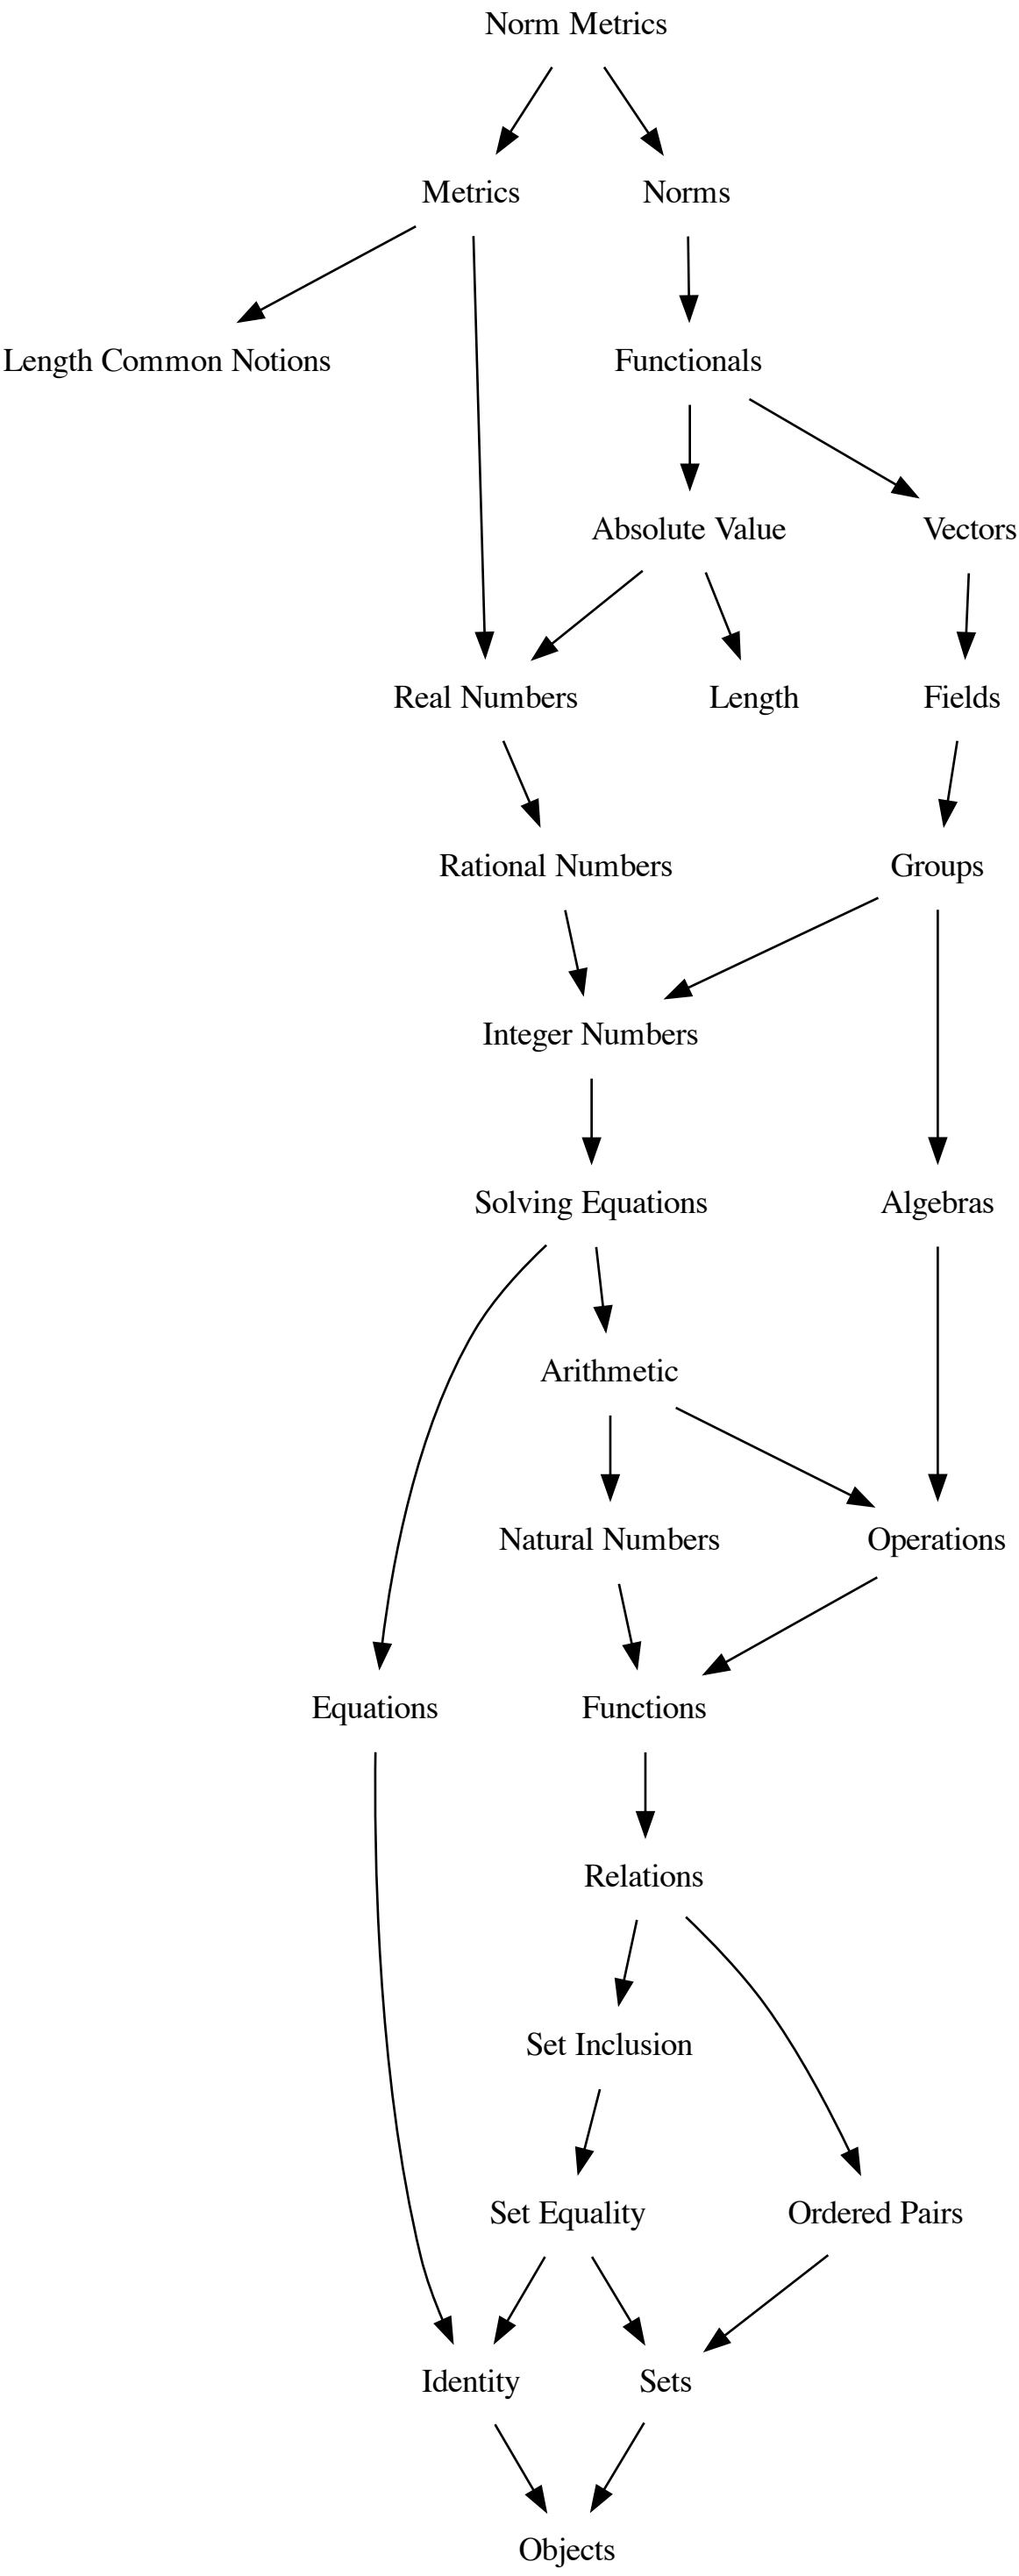 Norm Metrics
Metrics
Norms
Length Common Notions
Functionals
Absolute Value
Vectors
Real Numbers
Length
Fields
Rational Numbers
Groups
Integer Numbers
Solving Equations
Algebras
Arithmetic
Natural Numbers
Operations
Equations
Functions
Relations
Set Inclusion
Set Equality
Ordered Pairs
Identity
Sets
Objects